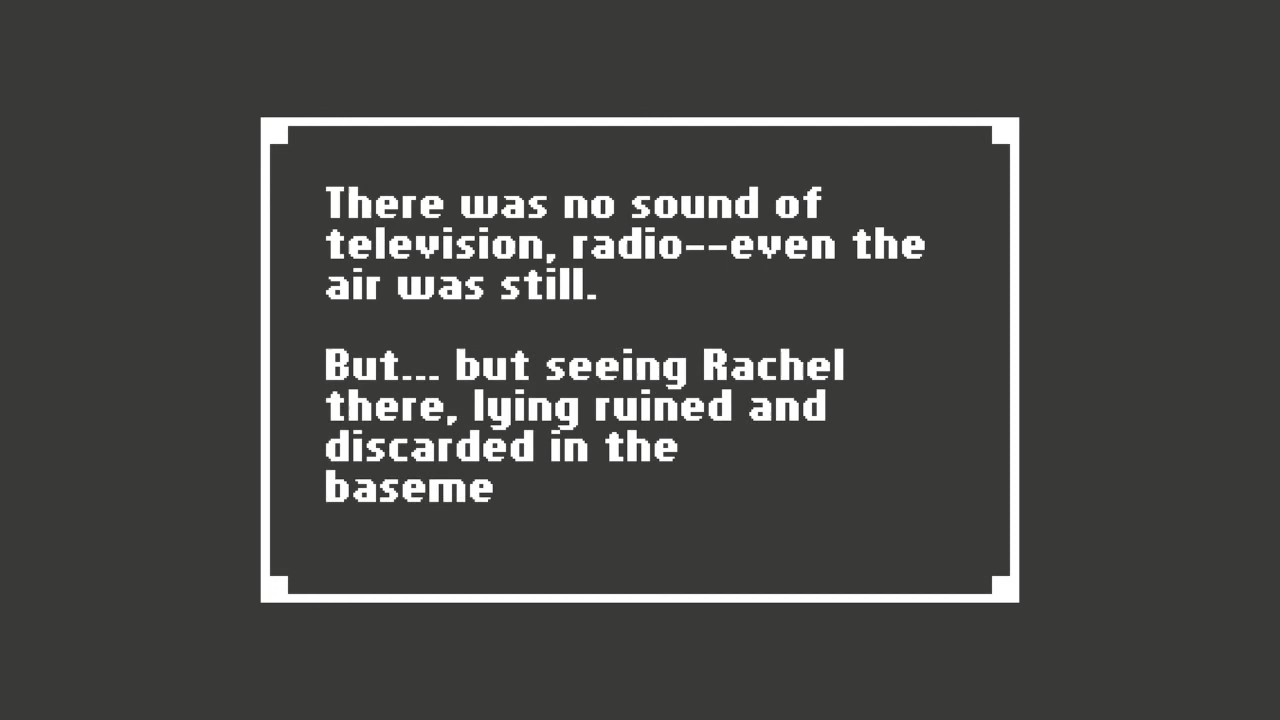 There was no sound of
television, radio--even the
air was still.
But... but seeing Rachel
there, lying ruined and
discarded in the
baseme